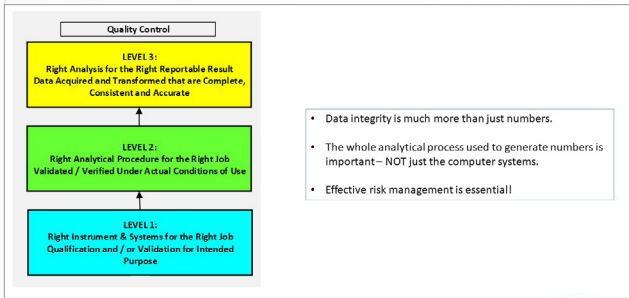 Quality Control
LEVEL 3:
Right Analysis for the Right Reportable Result
Data Acquired and Transformed that are Complete,
Consistent and Accurate
LEVEL 2:
Right Analytical Procedure for the Right Job
Validated / Verified Under Actual Conditions of Use
LEVEL 1:
Right Instrument & Systems for the Right Job
Qualification and / or Validation for Intended
Purpose
• Data integrity is much more than just numbers.
• The whole analytical process used to generate numbers is
important – NOT just the computer systems.
• Effective risk management is essential!